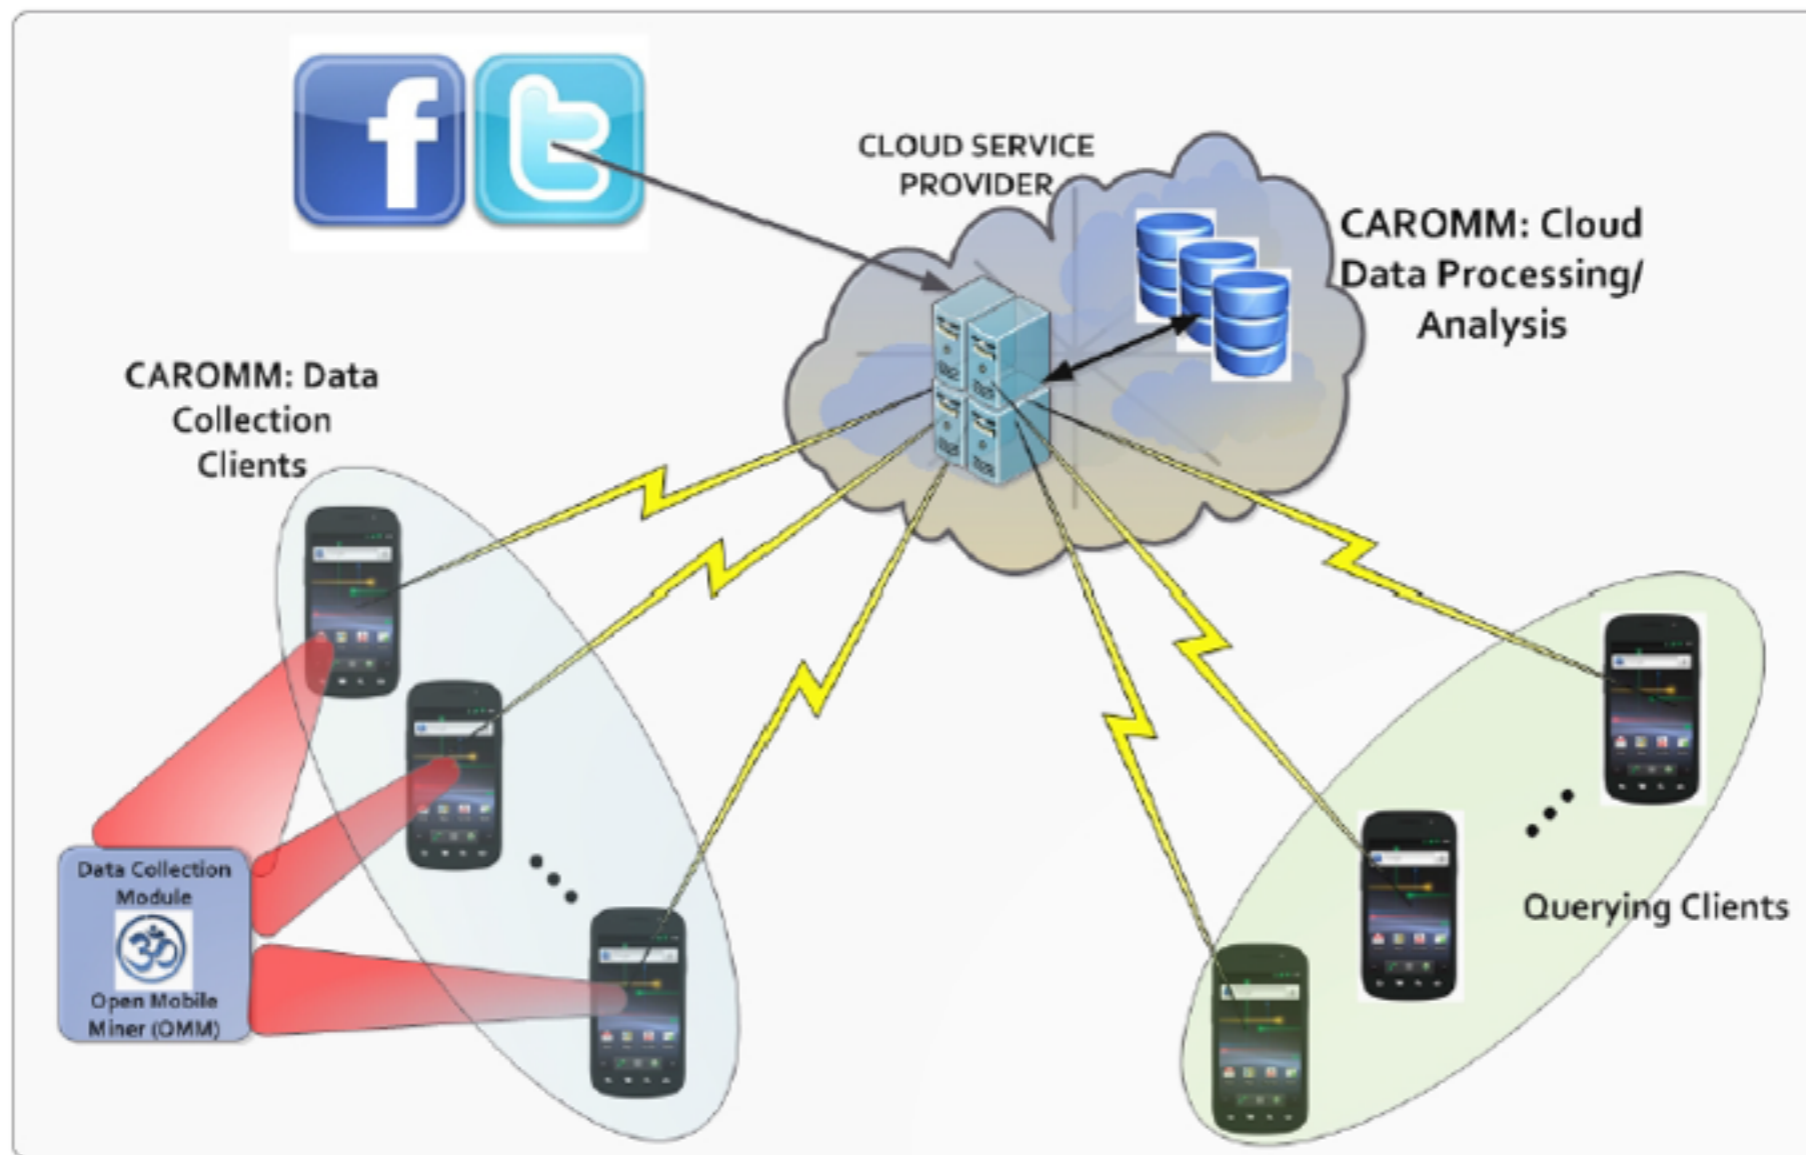 f
t
CLOUD SERVICE
PROVIDER
CAROMM: Cloud
Data Processing/
Analysis
CAROMM: Data
Collection
Clients
Data Collection
Module
ॐ
Open Mobile
Miner (OMM)
Querying Clients